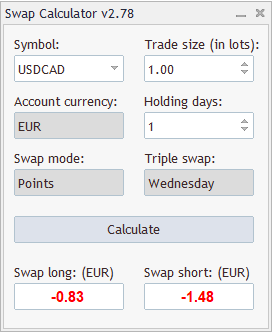 Swap Calculator v2.78
Symbol: Trade size (in lots):
USDCAD 1.00
Account currency: Holding days:
EUR 1
Swap mode: Triple swap:
Points Wednesday
Calculate
Swap long: (EUR) Swap short: (EUR)
-0.83 -1.48